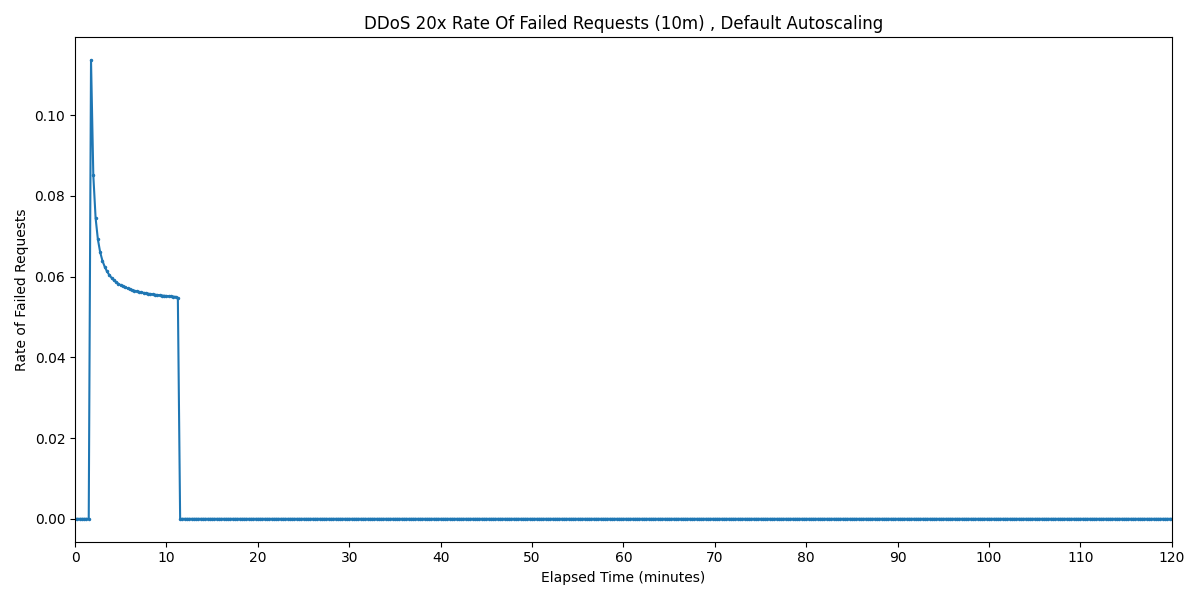 DDoS 20x Rate Of Failed Requests (10m) , Default Autoscaling
Rate of Failed Requests
0.10
0.08
0.06
0.04
0.02
0.00
0 10 20 30 40 50 60 70 80 90 100 110 120
Elapsed Time (minutes)